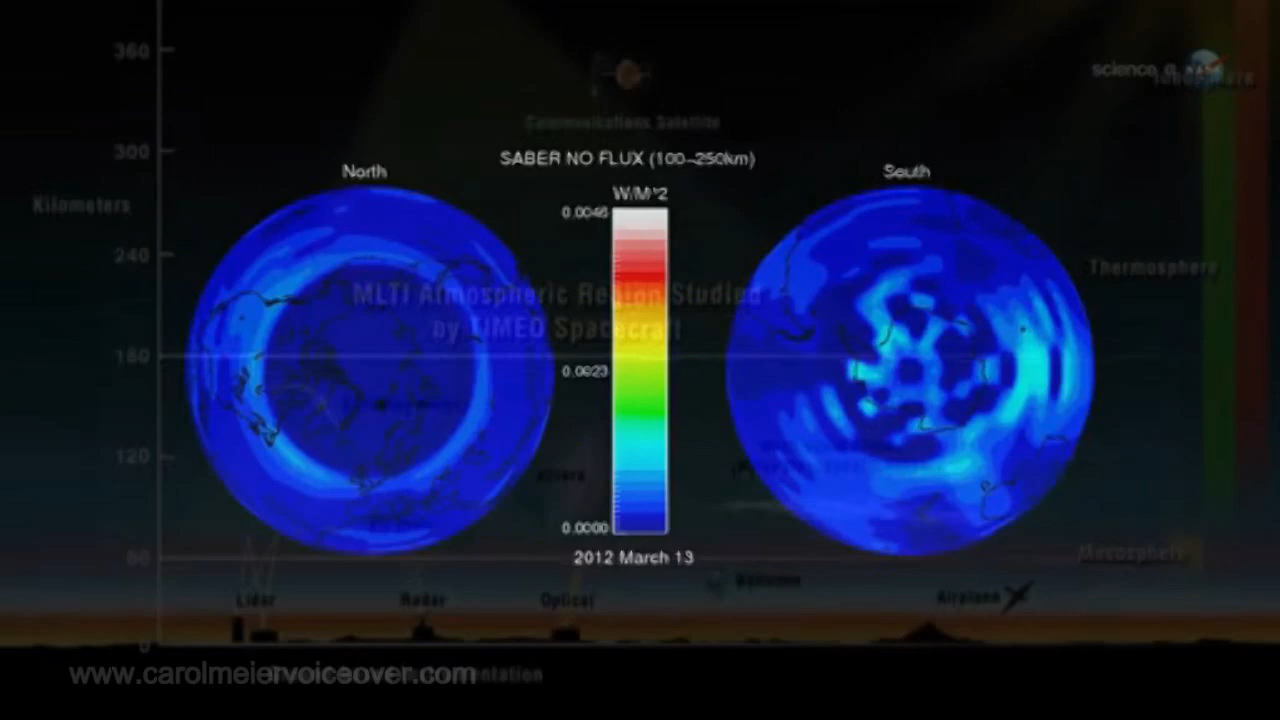 360
science @ NASA
Ionosphere
Communications Satellite
SABER NO FLUX (100-250km)
300
North
South
W/M^2
Kilometers
0.0046
240
Thermosphere
MLTI Atmospheric Region Studied
by TIMED Spacecraft
180
0.0023
120
0.0000
2012 March 13
60
Mesosphere
Balloons
Lidar
Radar
Optical
Airplane
0
www.carolmeiervoiceover.com